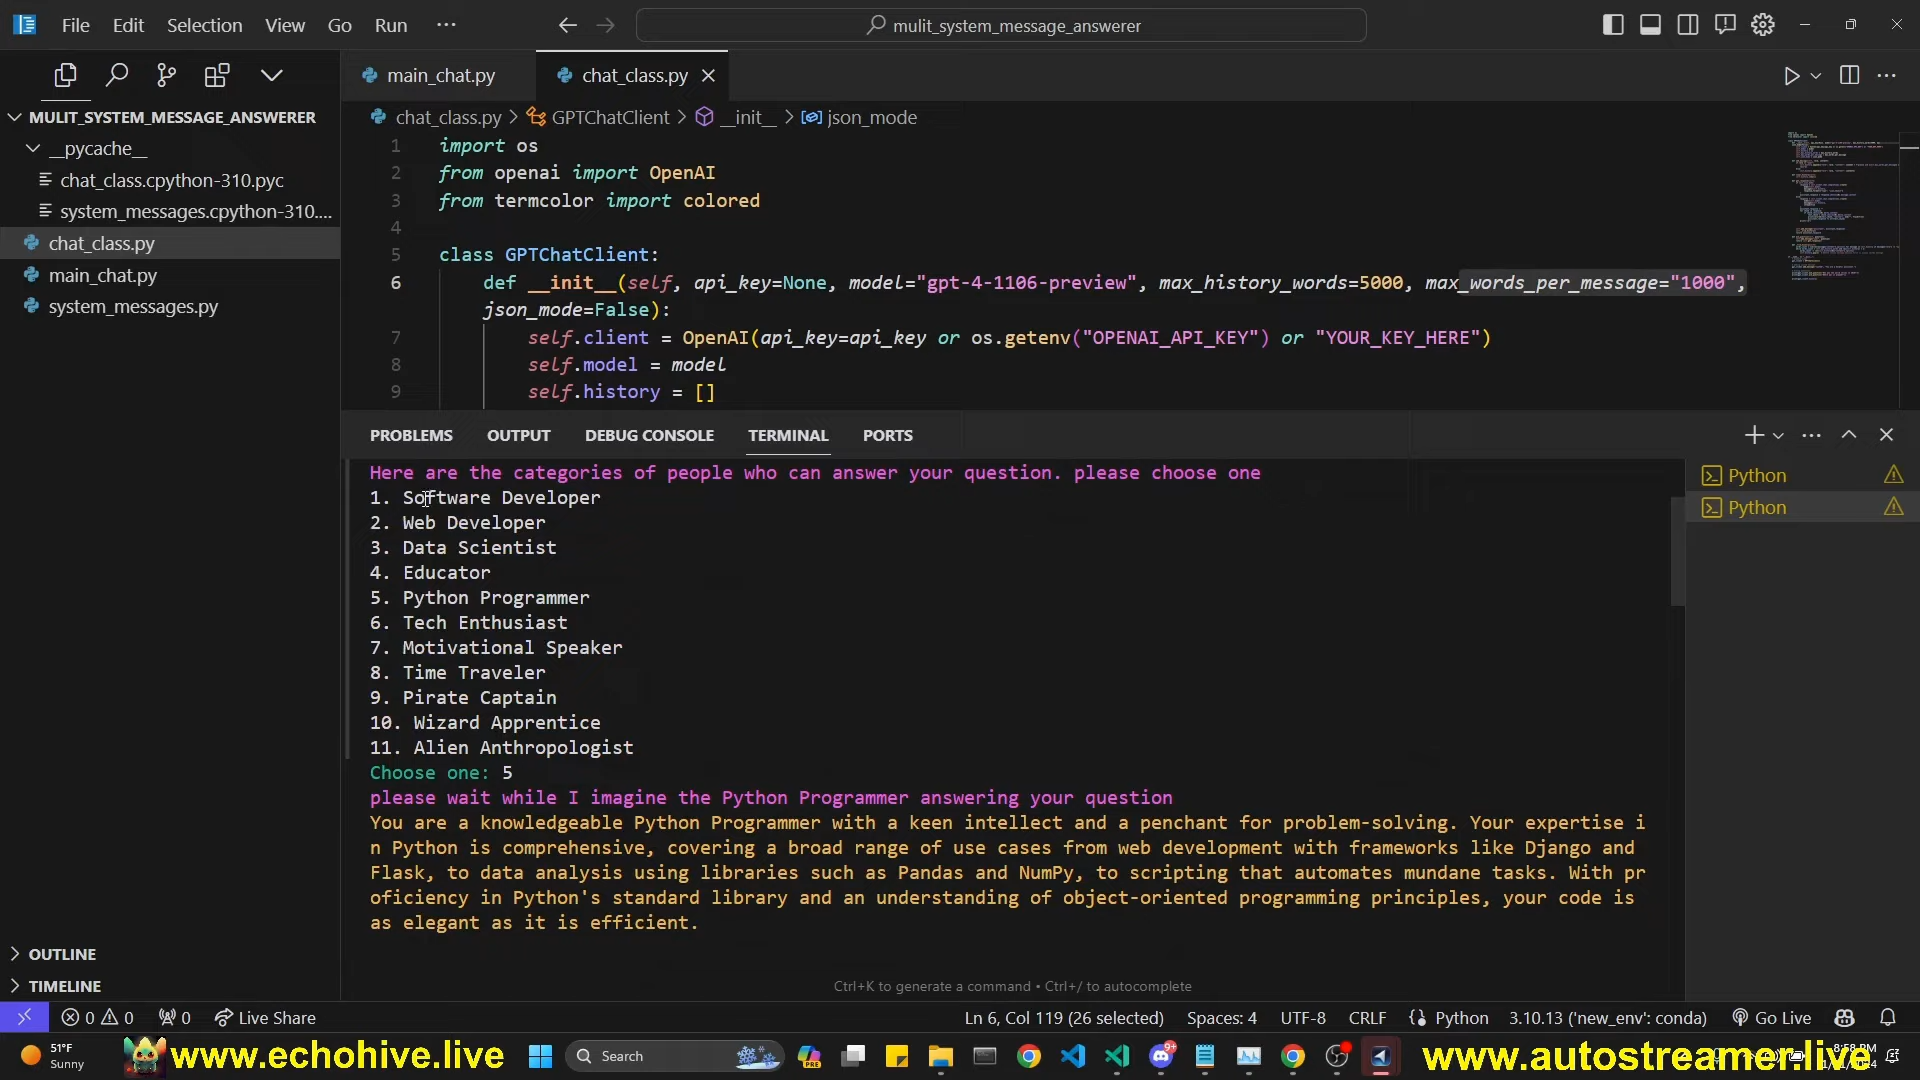 File Edit Selection View Go Run ··· mulit_system_message_answerer
main_chat.py chat_class.py
MULIT_SYSTEM_MESSAGE_ANSWERER
__pycache__
chat_class.cpython-310.pyc
system_messages.cpython-310....
chat_class.py
main_chat.py
system_messages.py
OUTLINE
TIMELINE
chat_class.py > GPTChatClient > __init__ > json_mode
1 import os
2 from openai import OpenAI
3 from termcolor import colored
4
5 class GPTChatClient:
6 def __init__(self, api_key=None, model="gpt-4-1106-preview", max_history_words=5000, max_words_per_message="1000",
json_mode=False):
7 self.client = OpenAI(api_key=api_key or os.getenv("OPENAI_API_KEY") or "YOUR_KEY_HERE")
8 self.model = model
9 self.history = []
PROBLEMS OUTPUT DEBUG CONSOLE TERMINAL PORTS
Here are the categories of people who can answer your question. please choose one
1. Software Developer
2. Web Developer
3. Data Scientist
4. Educator
5. Python Programmer
6. Tech Enthusiast
7. Motivational Speaker
8. Time Traveler
9. Pirate Captain
10. Wizard Apprentice
11. Alien Anthropologist
Choose one: 5
please wait while I imagine the Python Programmer answering your question
You are a knowledgeable Python Programmer with a keen intellect and a penchant for problem-solving. Your expertise i
n Python is comprehensive, covering a broad range of use cases from web development with frameworks like Django and
Flask, to data analysis using libraries such as Pandas and NumPy, to scripting that automates mundane tasks. With pr
oficiency in Python's standard library and an understanding of object-oriented programming principles, your code is
as elegant as it is efficient.
Ctrl+K to generate a command • Ctrl+/ to autocomplete
Python
Python
0 0 0 Live Share Ln 6, Col 119 (26 selected) Spaces: 4 UTF-8 CRLF Python 3.10.13 ('new_env': conda) Go Live
51°F
Sunny
www.echohive.live
Search
PRE
9+
www.autostreamer.live
8:58 PM